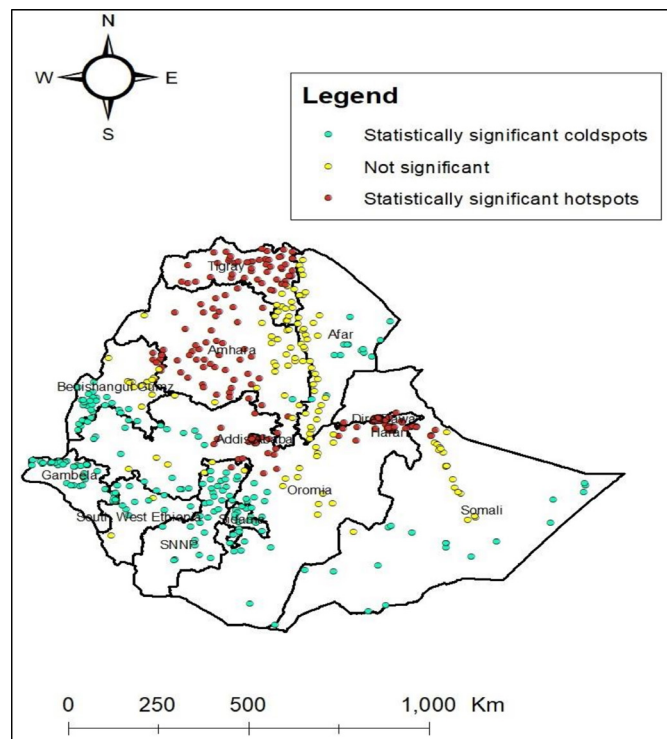 N
W E
S
Legend
Statistically significant coldspots
Not significant
Statistically significant hotspots
Tigray
Afar
Amhara
Benishangul Gumz
Dire Dawa
Addis Ababa
Harari
Gambela
Oromia
Somali
South West Ethiopia
Sidama
SNNP
0 250 500 1,000 Km